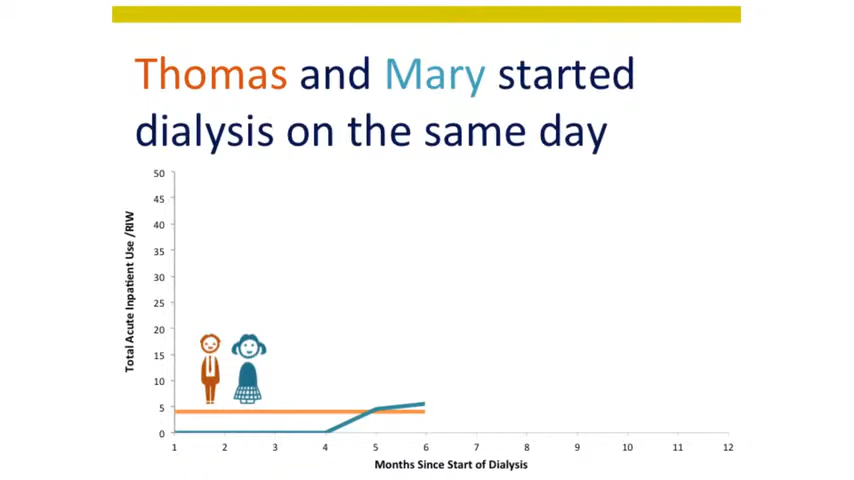 Thomas and Mary started
dialysis on the same day
Total Acute Inpatient Use /RIW
50
45
40
35
30
25
20
15
10
5
0
1 2 3 4 5 6 7 8 9 10 11 12
Months Since Start of Dialysis